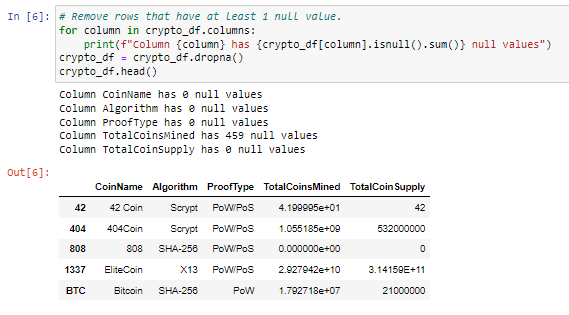 In [6]: # Remove rows that have at least 1 null value.
for column in crypto_df.columns:
    print(f"Column {column} has {crypto_df[column].isnull().sum()} null values")
crypto_df = crypto_df.dropna()
crypto_df.head()
Column CoinName has 0 null values
Column Algorithm has 0 null values
Column ProofType has 0 null values
Column TotalCoinsMined has 459 null values
Column TotalCoinSupply has 0 null values
Out[6]:
CoinName Algorithm ProofType TotalCoinsMined TotalCoinSupply
42 42 Coin Scrypt PoW/PoS 4.199995e+01 42
404 404Coin Scrypt PoW/PoS 1.055185e+09 532000000
808 808 SHA-256 PoW/PoS 0.000000e+00 0
1337 EliteCoin X13 PoW/PoS 2.927942e+10 3.14159E+11
BTC Bitcoin SHA-256 PoW 1.792718e+07 21000000